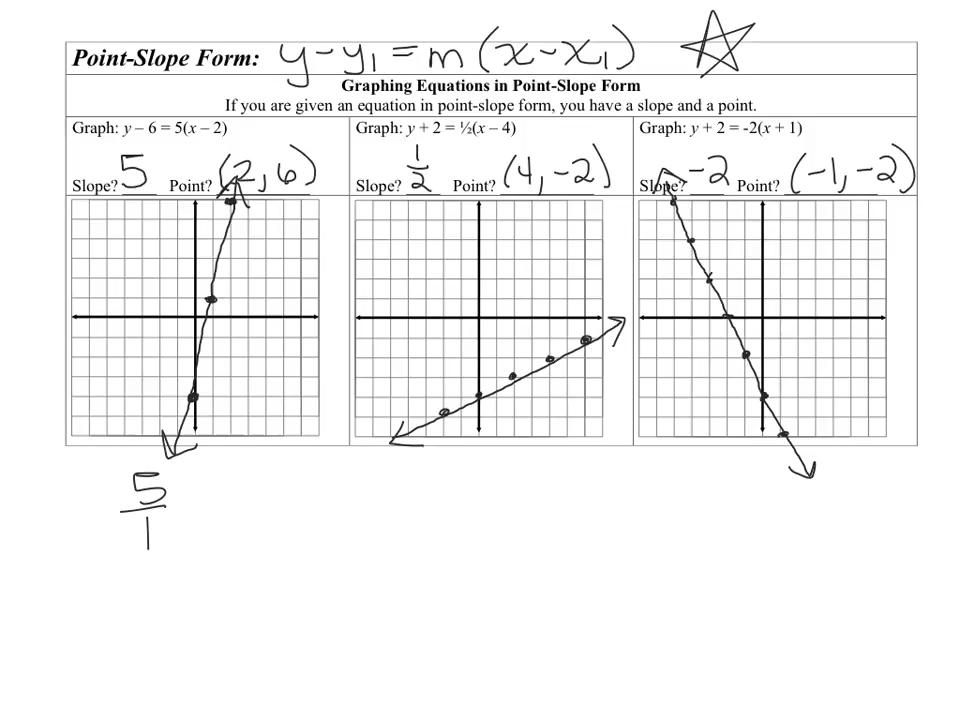 Point-Slope Form: y - y₁ = m(x - x₁)
Graphing Equations in Point-Slope Form
If you are given an equation in point-slope form, you have a slope and a point.
Graph: y – 6 = 5(x – 2)
Slope? 5 Point? (2, 6)
Graph: y + 2 = ½(x – 4)
Slope? 1/2 Point? (4, -2)
Graph: y + 2 = -2(x + 1)
Slope? -2 Point? (-1, -2)
5/1